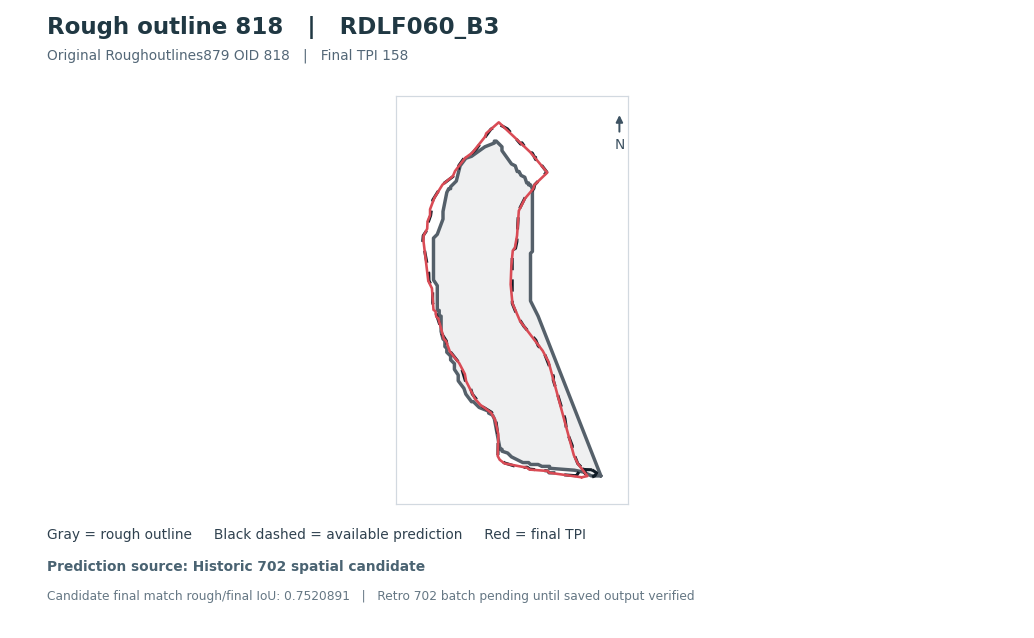 Rough outline 818   |   RDLF060_B3
Original Roughoutlines879 OID 818   |   Final TPI 158
N
Gray = rough outline     Black dashed = available prediction     Red = final TPI
Prediction source: Historic 702 spatial candidate
Candidate final match rough/final IoU: 0.7520891   |   Retro 702 batch pending until saved output verified